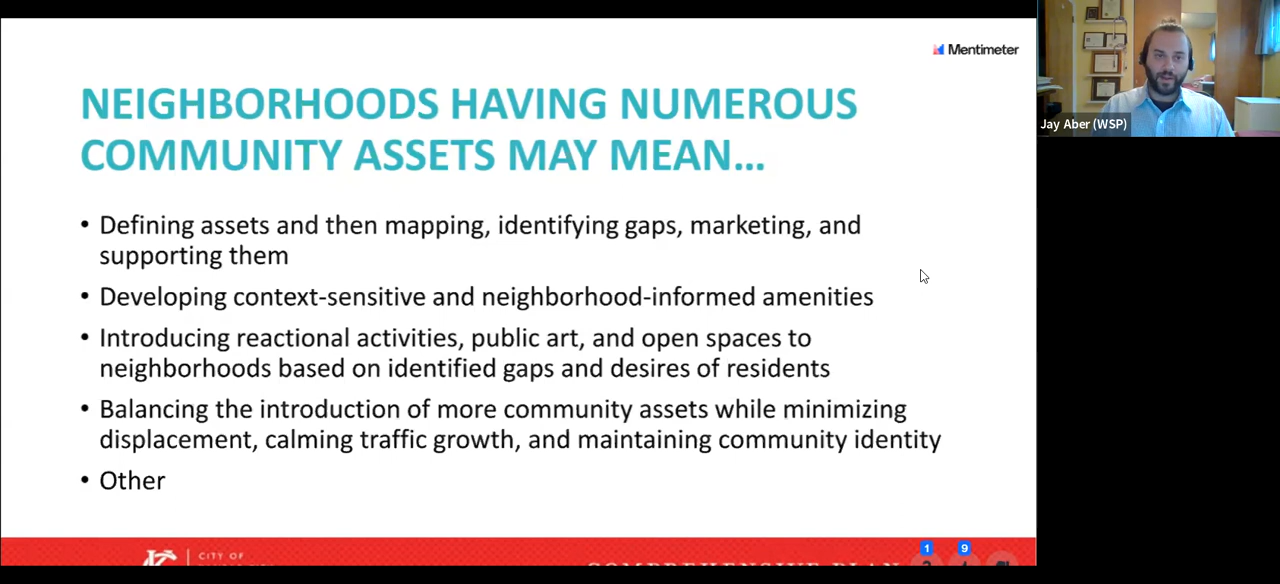 Mentimeter
NEIGHBORHOODS HAVING NUMEROUS
COMMUNITY ASSETS MAY MEAN…
• Defining assets and then mapping, identifying gaps, marketing, and
supporting them
• Developing context-sensitive and neighborhood-informed amenities
• Introducing reactional activities, public art, and open spaces to
neighborhoods based on identified gaps and desires of residents
• Balancing the introduction of more community assets while minimizing
displacement, calming traffic growth, and maintaining community identity
• Other
Jay Aber (WSP)
CITY OF
COMPREHENSIVE PLAN
1 9